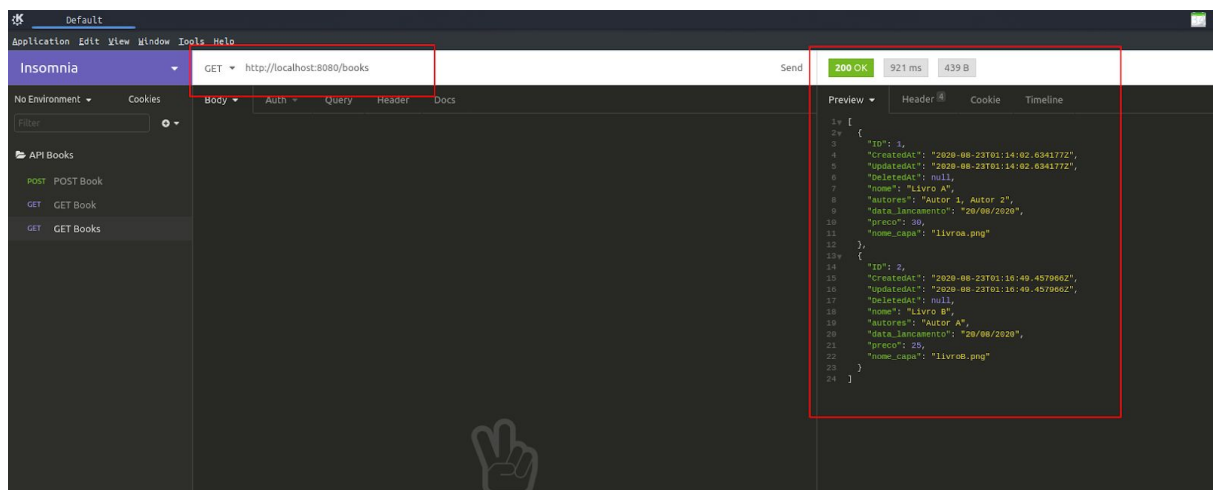 Default
Application Edit View Window Tools Help
Insomnia
GET http://localhost:8080/books
Send
200 OK 921 ms 439 B
No Environment Cookies
Body Auth Query Header Docs
Preview Header 4 Cookie Timeline
Filter
API Books
POST POST Book
GET GET Book
GET GET Books
1 [
2 {
3 "ID": 1,
4 "CreatedAt": "2020-08-23T01:14:02.634177Z",
5 "UpdatedAt": "2020-08-23T01:14:02.634177Z",
6 "DeletedAt": null,
7 "nome": "Livro A",
8 "autores": "Autor 1, Autor 2",
9 "data_lancamento": "20/08/2020",
10 "preco": 30,
11 "nome_capa": "livroa.png"
12 },
13 {
14 "ID": 2,
15 "CreatedAt": "2020-08-23T01:16:49.457966Z",
16 "UpdatedAt": "2020-08-23T01:16:49.457966Z",
17 "DeletedAt": null,
18 "nome": "Livro B",
19 "autores": "Autor A",
20 "data_lancamento": "20/08/2020",
21 "preco": 25,
22 "nome_capa": "livroB.png"
23 }
24 ]